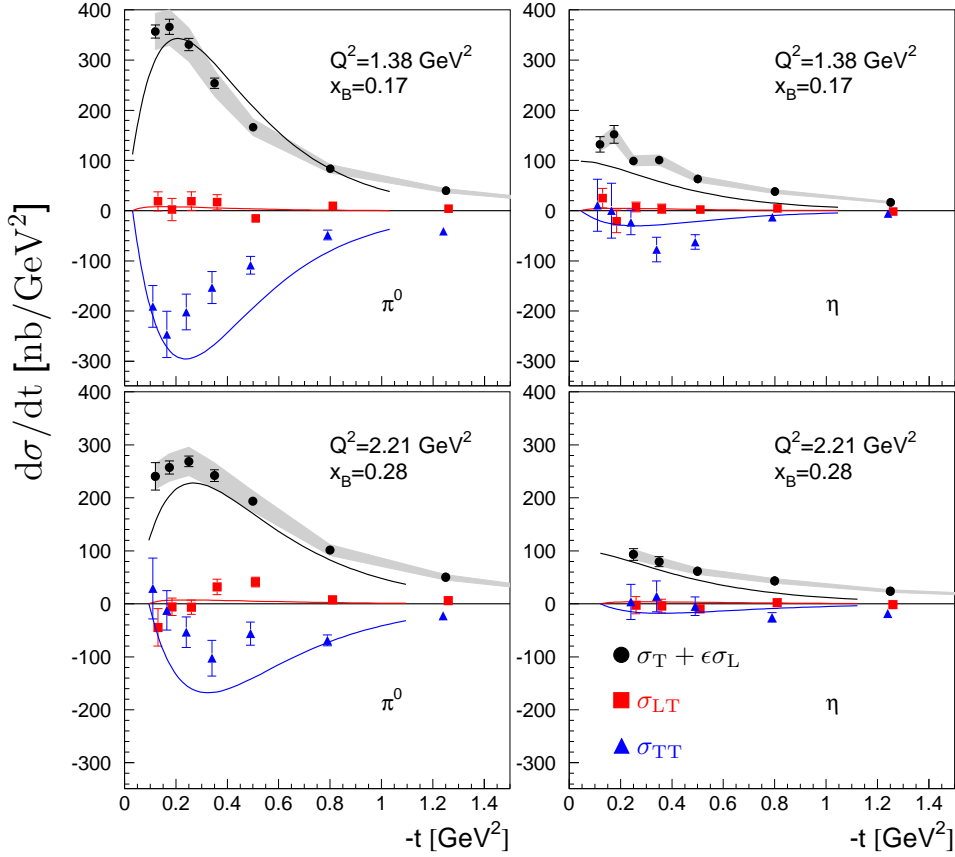 dσ/dt [nb/GeV²]
400
300
200
100
0
-100
-200
-300
Q²=1.38 GeV²
x_B=0.17
π⁰
400
300
200
100
0
-100
-200
-300
Q²=1.38 GeV²
x_B=0.17
η
400
300
200
100
0
-100
-200
-300
Q²=2.21 GeV²
x_B=0.28
π⁰
0 0.2 0.4 0.6 0.8 1 1.2 1.4
-t [GeV²]
400
300
200
100
0
-100
-200
-300
Q²=2.21 GeV²
x_B=0.28
σ_T + εσ_L
σ_LT
σ_TT
η
0 0.2 0.4 0.6 0.8 1 1.2 1.4
-t [GeV²]